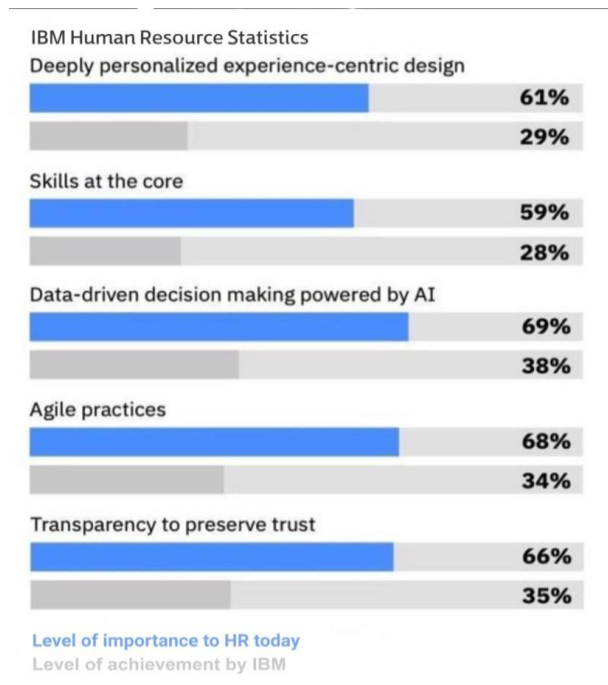 IBM Human Resource Statistics
Deeply personalized experience-centric design
61%
29%
Skills at the core
59%
28%
Data-driven decision making powered by AI
69%
38%
Agile practices
68%
34%
Transparency to preserve trust
66%
35%
Level of importance to HR today
Level of achievement by IBM